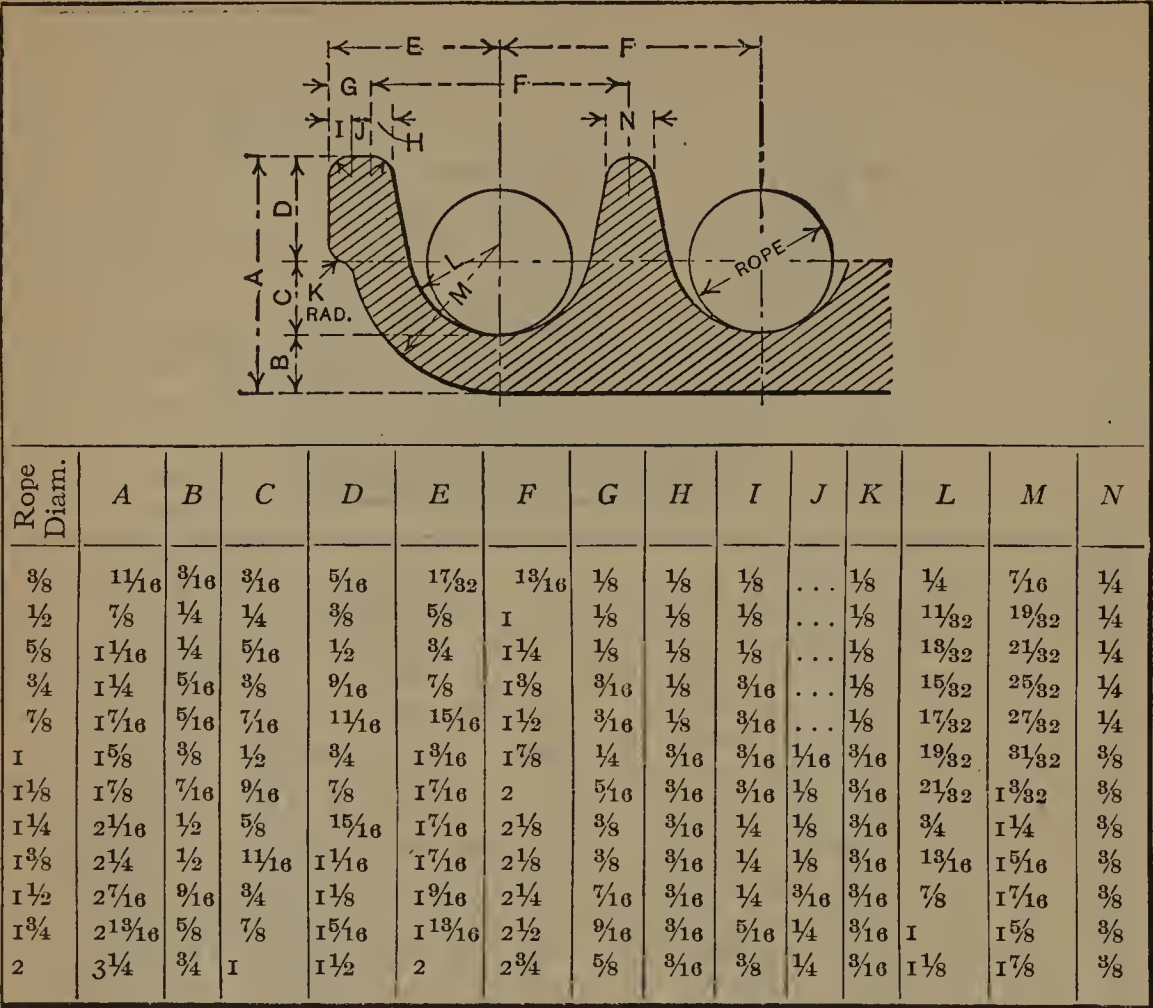 E F
G F
I J H N
A D C B
K
RAD.
L
M
ROPE
Rope Diam. A B C D E F G H I J K L M N
3/8 11/16 3/16 3/16 5/16 17/32 13/16 1/8 1/8 1/8 ... 1/8 1/4 7/16 1/4
1/2 7/8 1/4 1/4 3/8 5/8 1 1/8 1/8 1/8 ... 1/8 11/32 19/32 1/4
5/8 1 1/16 1/4 5/16 1/2 3/4 1 1/4 1/8 1/8 1/8 ... 1/8 13/32 21/32 1/4
3/4 1 1/4 5/16 3/8 9/16 7/8 1 3/8 3/16 1/8 3/16 ... 1/8 15/32 25/32 1/4
7/8 1 7/16 5/16 7/16 11/16 15/16 1 1/2 3/16 1/8 3/16 ... 1/8 17/32 27/32 1/4
1 1 5/8 3/8 1/2 3/4 1 3/16 1 7/8 1/4 3/16 3/16 1/16 3/16 19/32 31/32 3/8
1 1/8 1 7/8 7/16 9/16 7/8 1 7/16 2 5/16 3/16 3/16 1/8 3/16 21/32 1 3/32 3/8
1 1/4 2 1/16 1/2 5/8 15/16 1 7/16 2 1/8 3/8 3/16 1/4 1/8 3/16 3/4 1 1/4 3/8
1 3/8 2 1/4 1/2 11/16 1 1/16 1 7/16 2 1/8 3/8 3/16 1/4 1/8 3/16 13/16 1 5/16 3/8
1 1/2 2 7/16 9/16 3/4 1 1/8 1 9/16 2 1/4 7/16 3/16 1/4 3/16 3/16 7/8 1 7/16 3/8
1 3/4 2 13/16 5/8 7/8 1 5/16 1 13/16 2 1/2 9/16 3/16 5/16 1/4 3/16 1 1 5/8 3/8
2 3 1/4 3/4 1 1 1/2 2 2 3/4 5/8 3/16 3/8 1/4 3/16 1 1/8 1 7/8 3/8